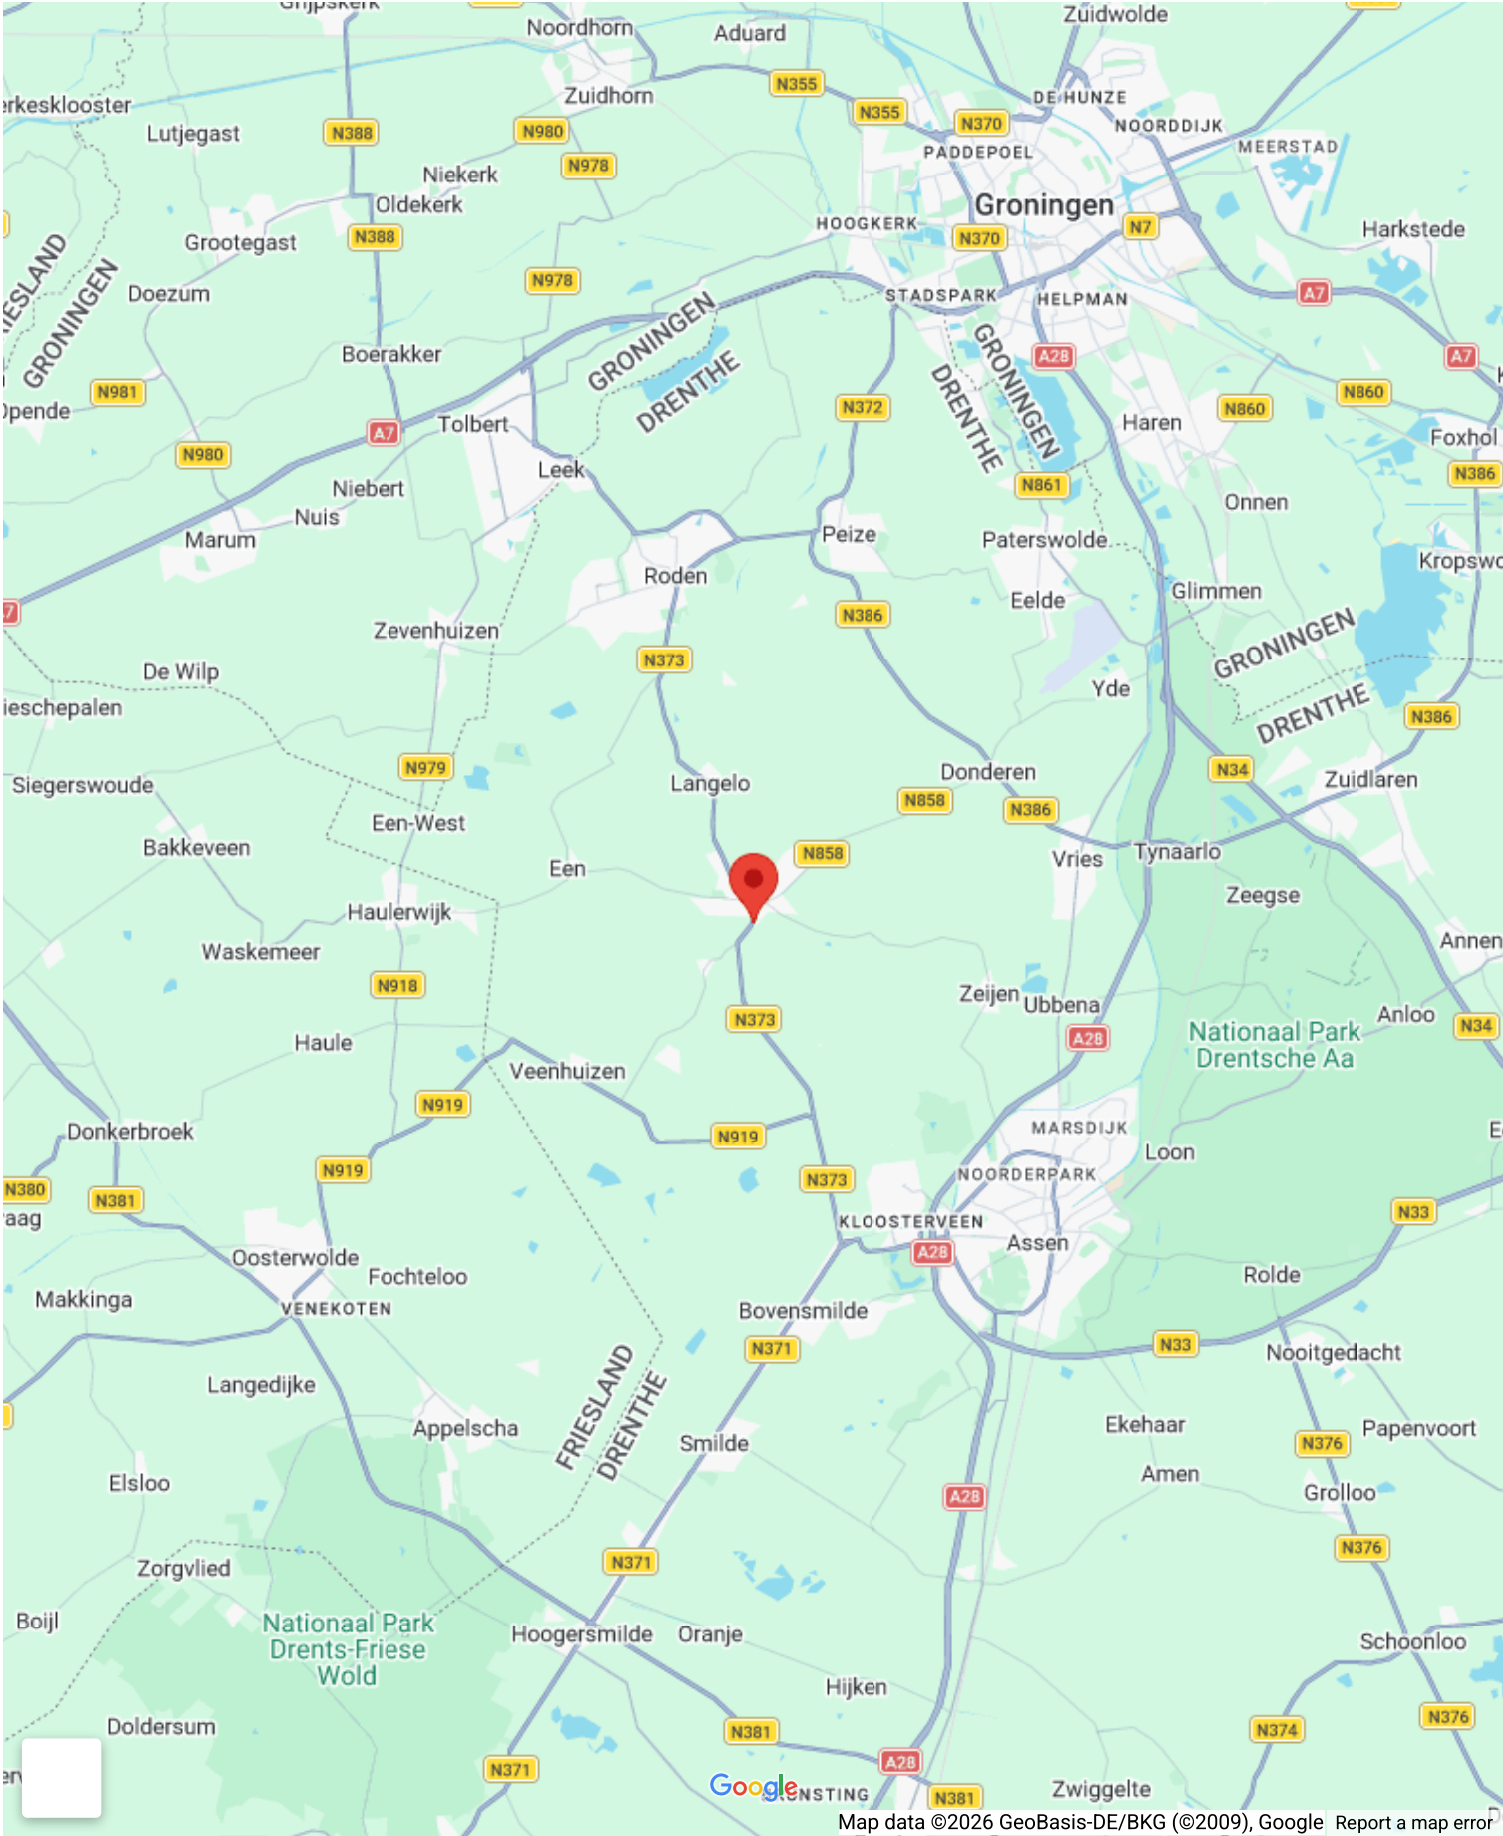 Grijpskerk
Noordhorn
Aduard
Zuidwolde
N355
Zuidhorn
DE HUNZE
erkesklooster
N355
N370
NOORDDIJK
Lutjegast
N388
N980
MEERSTAD
PADDEPOEL
N978
Niekerk
Oldekerk
Groningen
HOOGKERK
N7
Harkstede
N388
N370
Grootegast
N978
A7
Doezum
STADSPARK
HELPMAN
GRONINGEN
GRONINGEN
Boerakker
A28
A7
GRONINGEN
DRENTHE
DRENTHE
N981
N860
Opende
N372
N860
Tolbert
Haren
A7
Foxhol
N980
Leek
N386
Niebert
N861
Onnen
Nuis
Marum
Peize
Paterswolde
Kropswo
Roden
Glimmen
Eelde
N386
Zevenhuizen
GRONINGEN
N373
De Wilp
Yde
ieschepalen
DRENTHE
N386
N979
N34
Siegerswoude
Langelo
Donderen
Zuidlaren
N858
N386
Een-West
Bakkeveen
N858
Tynaarlo
Vries
Een
Zeegse
Haulerwijk
Annen
Waskemeer
N918
Zeijen
Ubbena
N373
Anloo
N34
Nationaal Park
Drentsche Aa
A28
Haule
Veenhuizen
N919
Donkerbroek
MARSDIJK
N919
Loon
N919
NOORDERPARK
N380
N373
N381
N33
aag
KLOOSTERVEEN
Assen
A28
Oosterwolde
Fochteloo
Rolde
Makkinga
VENEKOTEN
Bovensmilde
N371
N33
Nooitgedacht
Langedijke
FRIESLAND
DRENTHE
Appelscha
Ekehaar
Papenvoort
Smilde
N376
Elsloo
Amen
Grolloo
A28
N376
Zorgvlied
N371
Boijl
Nationaal Park
Drents-Friese
Wold
Hoogersmilde
Oranje
Schoonloo
Hijken
Doldersum
N381
N374
N376
N371
A28
Google
Zwiggelte
N381
Map data ©2026 GeoBasis-DE/BKG (©2009), Google
Report a map error